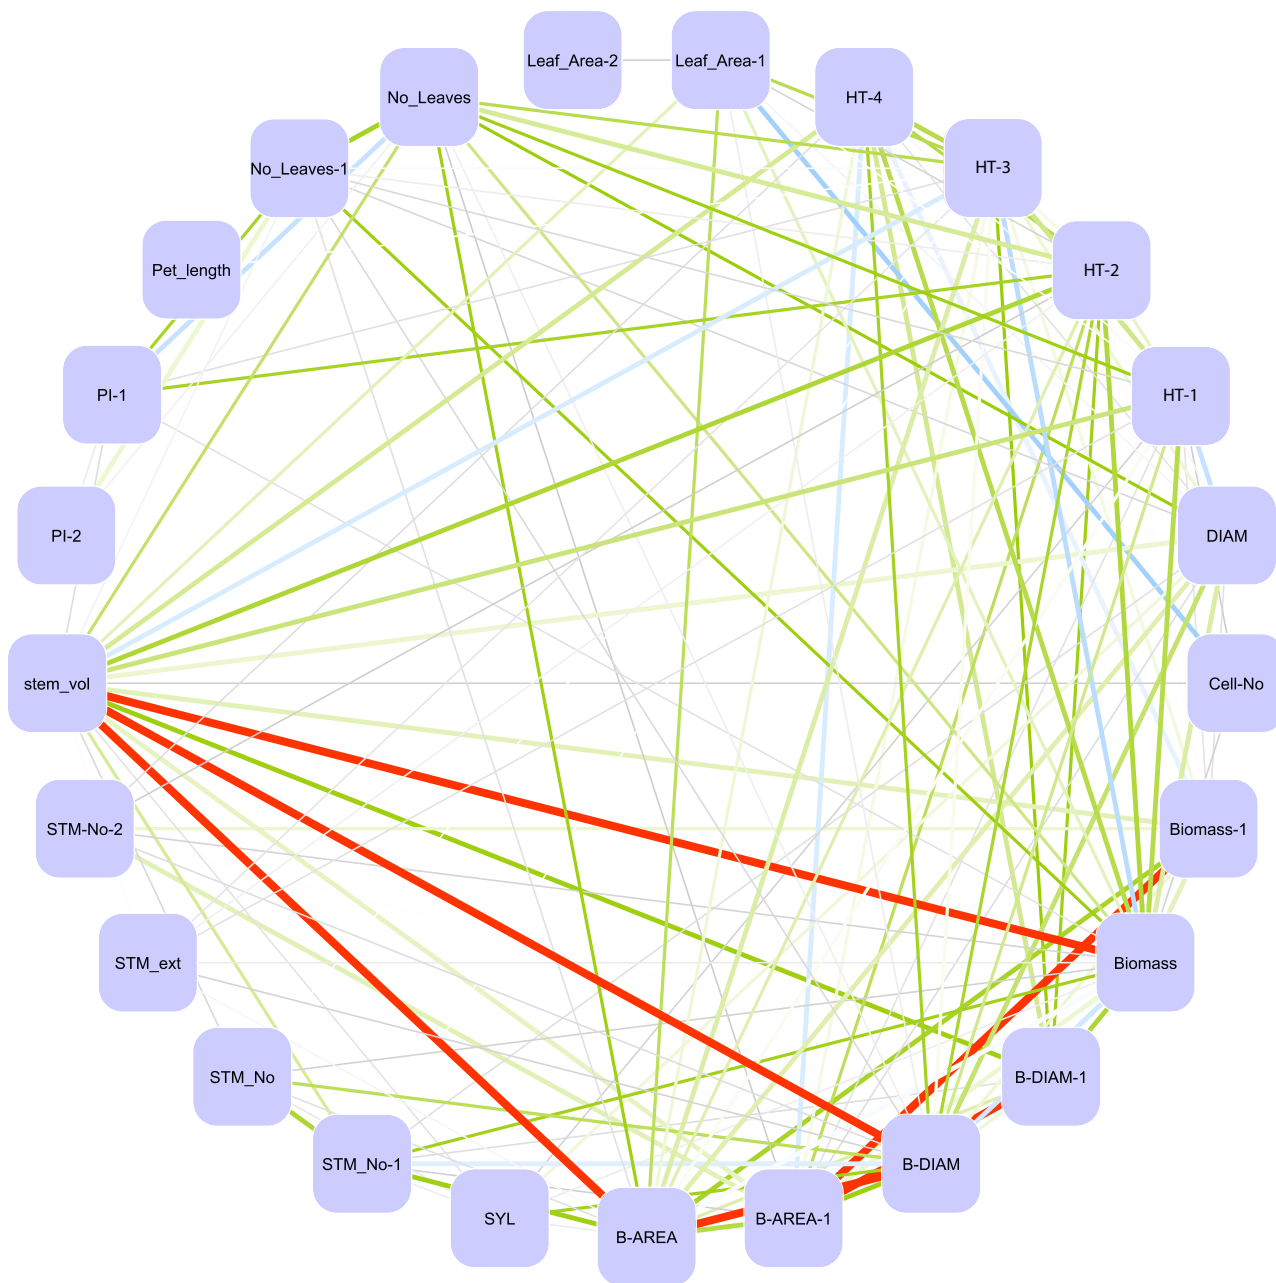 Leaf_Area-2
Leaf_Area-1
No_Leaves
HT-4
No_Leaves-1
HT-3
Pet_length
HT-2
PI-1
HT-1
PI-2
DIAM
stem_vol
Cell-No
STM-No-2
Biomass-1
STM_ext
Biomass
STM_No
B-DIAM-1
STM_No-1
B-DIAM
SYL
B-AREA-1
B-AREA